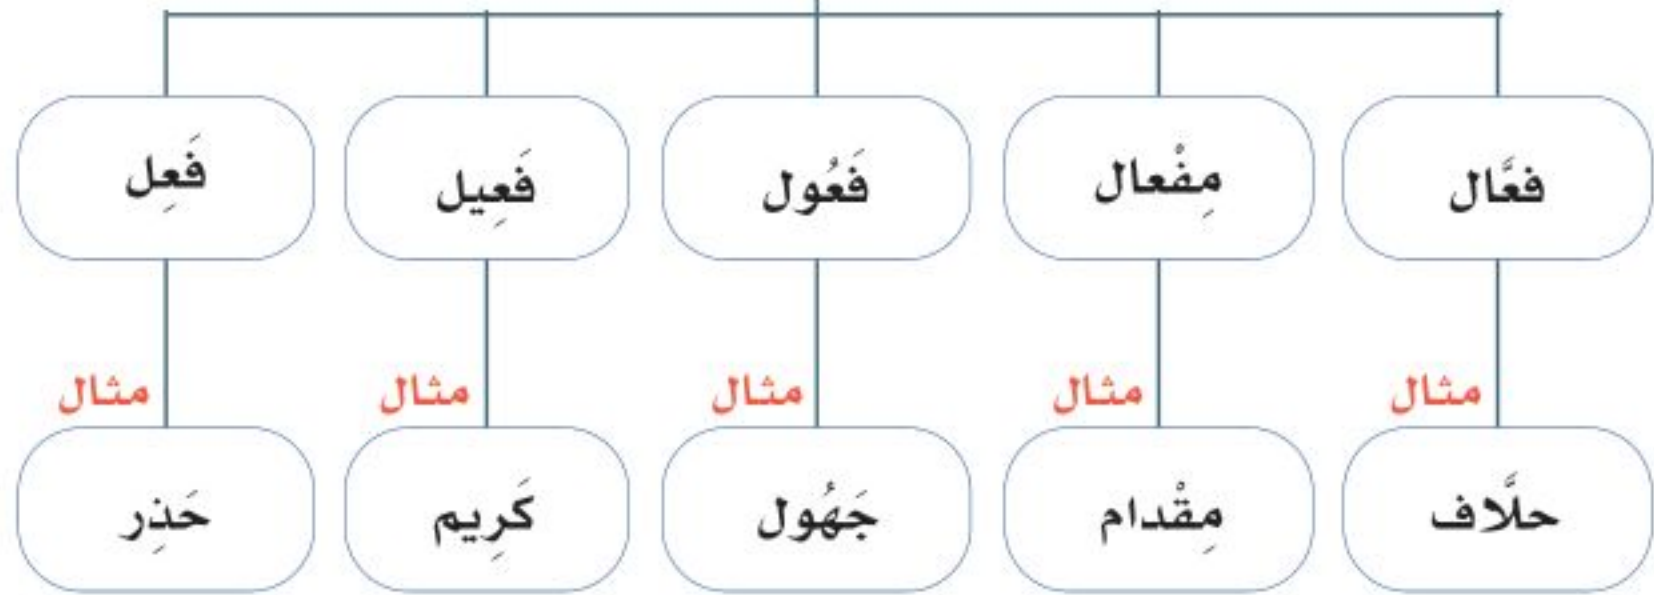 فعَّال مِفْعال فَعُول فَعِيل فَعِل
مثال مثال مثال مثال مثال
حلَّاف مِقْدام جَهُول كَرِيم حَذِر